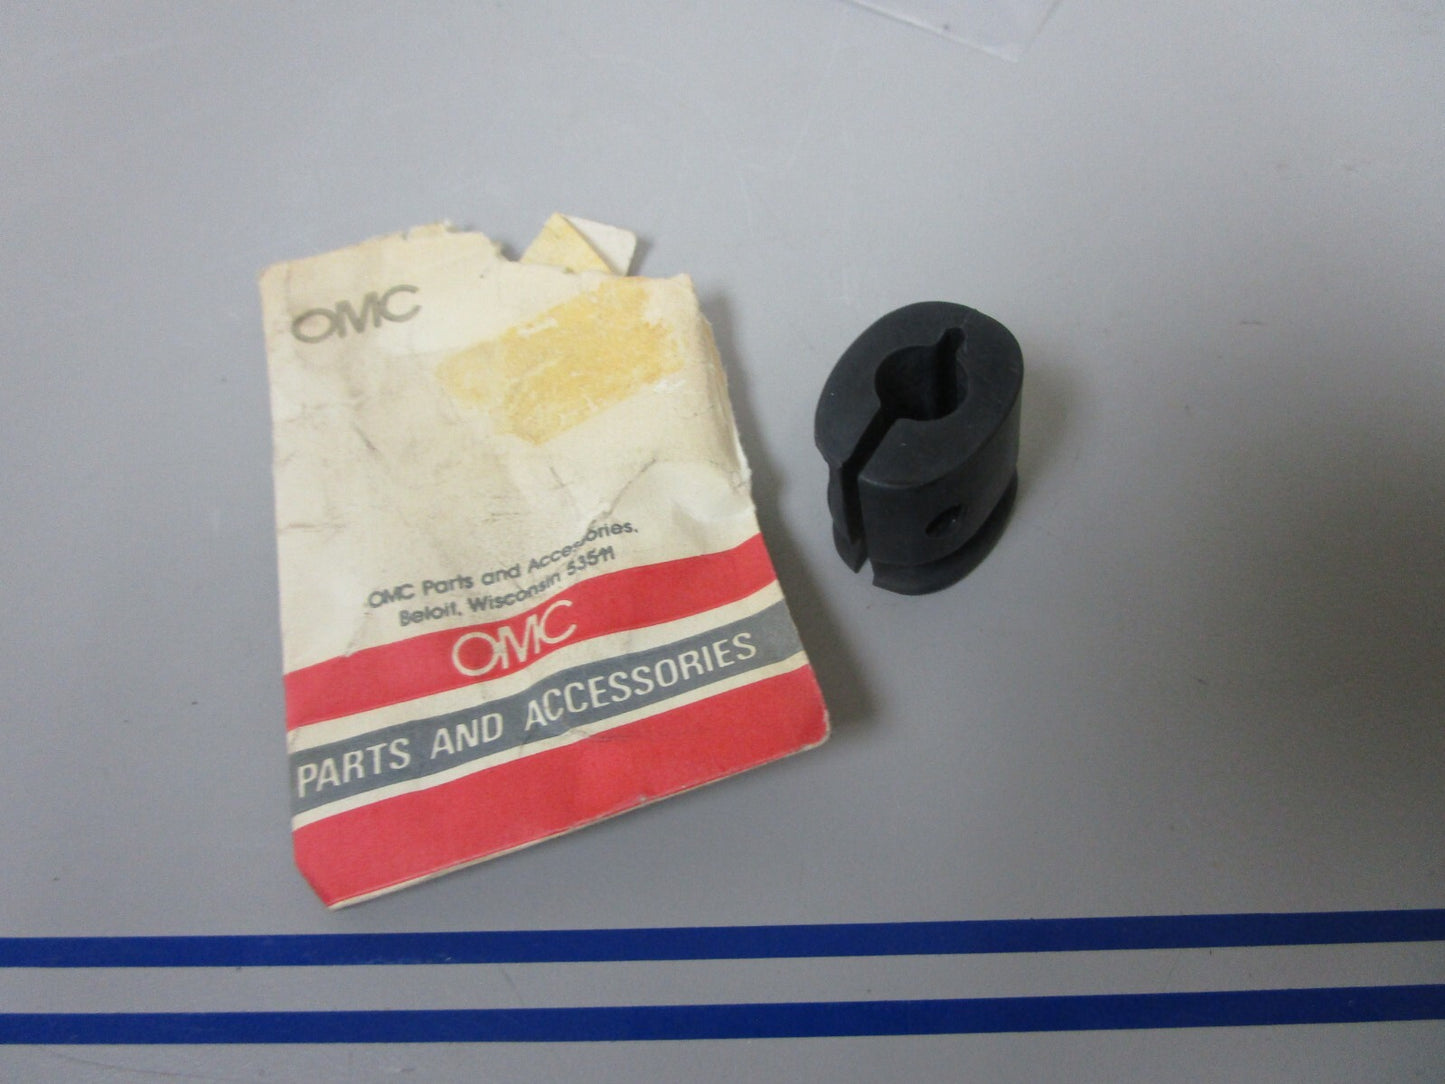 OMC
OMC Parts and Accessories.
Beloit, Wisconsin 53511
OMC
PARTS AND ACCESSORIES